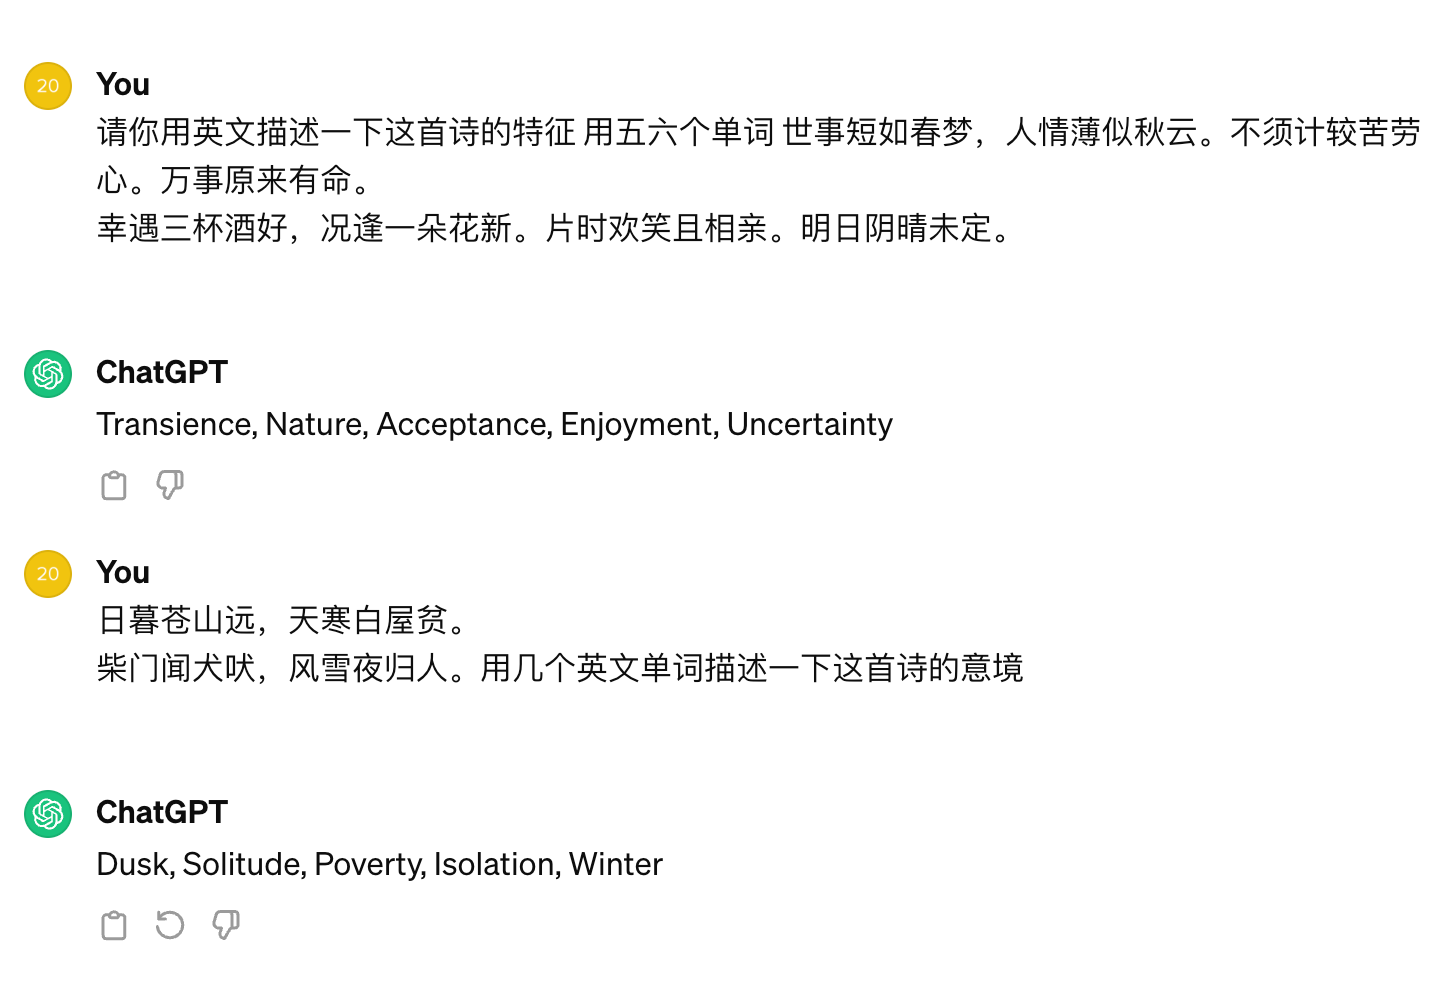 20
You
请你用英文描述一下这首诗的特征 用五六个单词 世事短如春梦，人情薄似秋云。不须计较苦劳
心。万事原来有命。
幸遇三杯酒好，况逢一朵花新。片时欢笑且相亲。明日阴晴未定。
ChatGPT
Transience, Nature, Acceptance, Enjoyment, Uncertainty
20
You
日暮苍山远，天寒白屋贫。
柴门闻犬吠，风雪夜归人。用几个英文单词描述一下这首诗的意境
ChatGPT
Dusk, Solitude, Poverty, Isolation, Winter